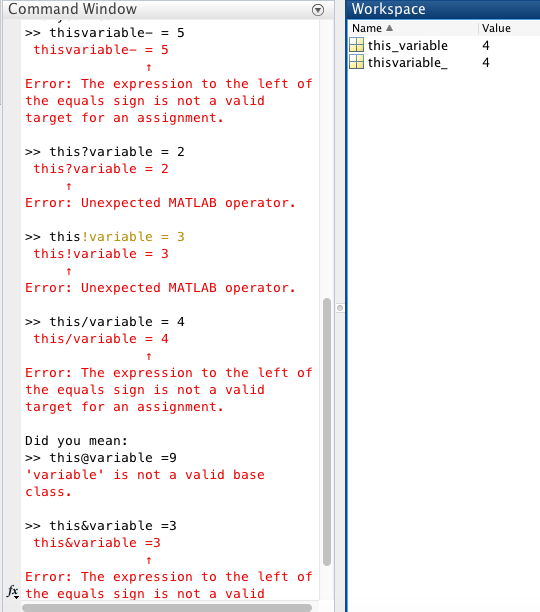 Command Window
>> thisvariable- = 5
thisvariable- = 5
↑
Error: The expression to the left of
the equals sign is not a valid
target for an assignment.
>> this?variable = 2
this?variable = 2
↑
Error: Unexpected MATLAB operator.
>> this!variable = 3
this!variable = 3
↑
Error: Unexpected MATLAB operator.
>> this/variable = 4
this/variable = 4
↑
Error: The expression to the left of
the equals sign is not a valid
target for an assignment.
Did you mean:
>> this@variable =9
'variable' is not a valid base
class.
>> this&variable =3
this&variable =3
↑
Error: The expression to the left of
the equals sign is not a valid
fx
Workspace
Name Value
this_variable 4
thisvariable_ 4